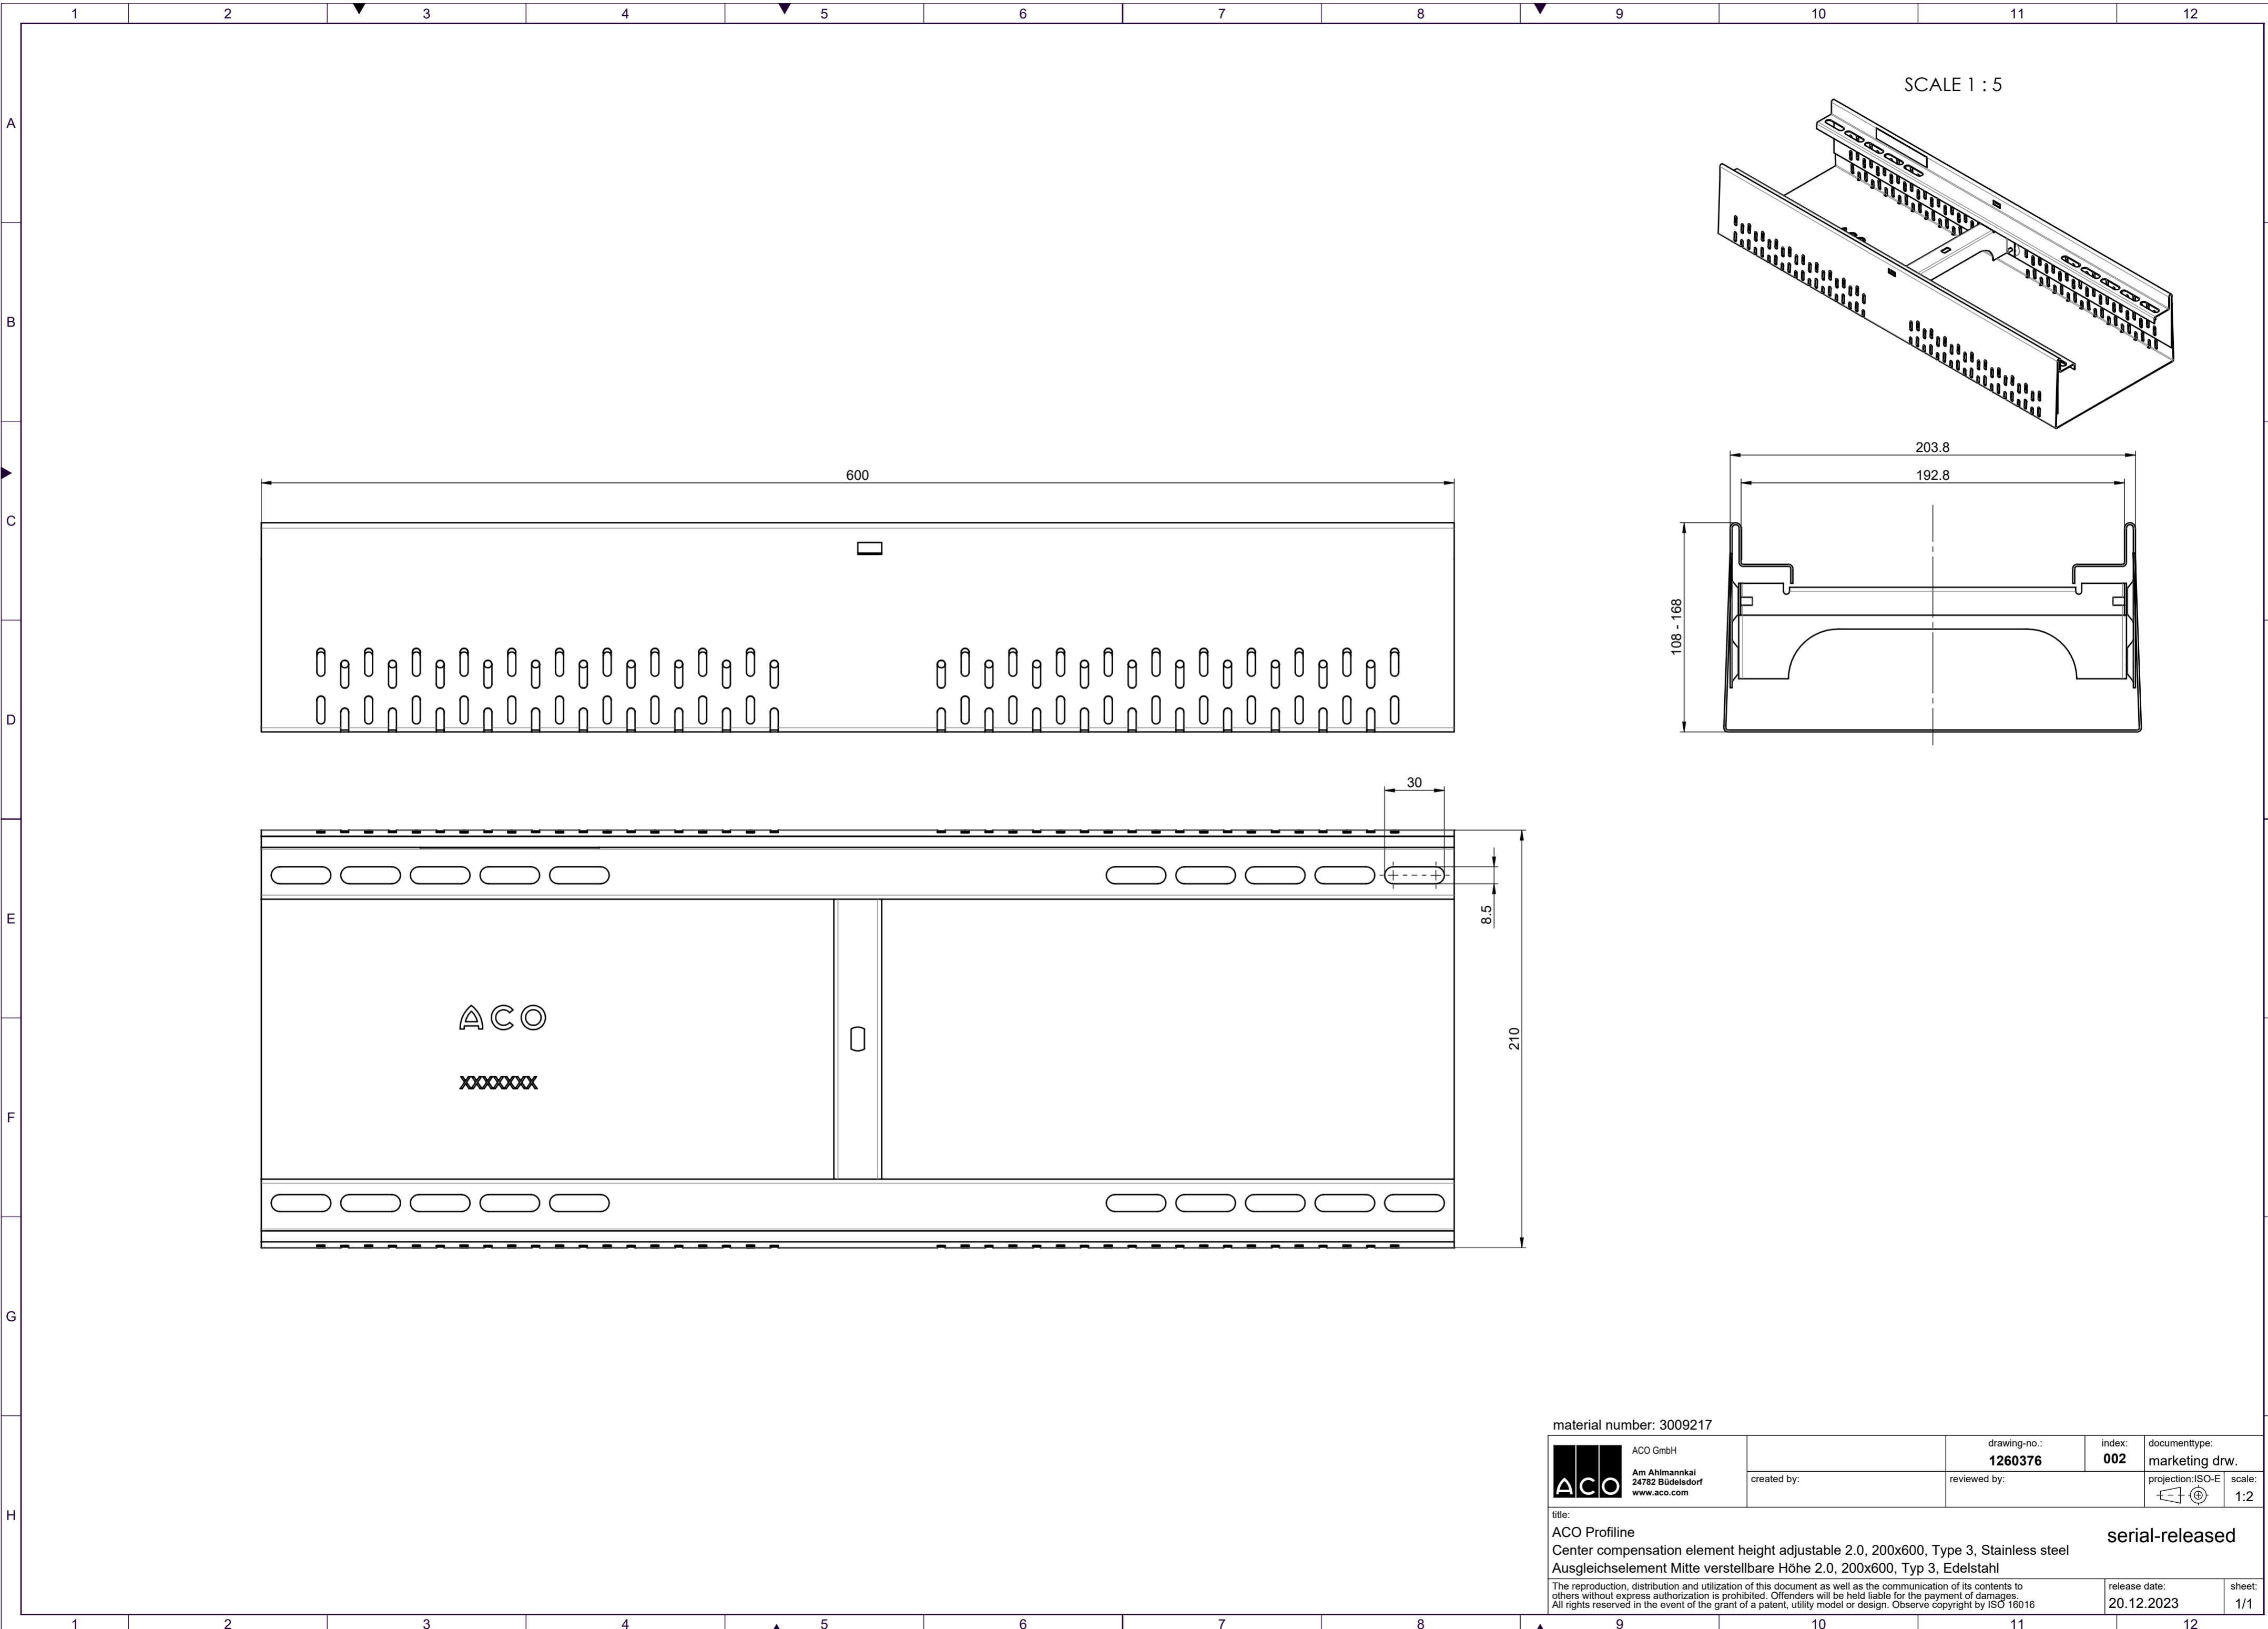 1 2 3 4 5 6 7 8 9 10 11 12
A
B
C
D
E
F
G
H
SCALE 1 : 5
600
203.8
192.8
108 - 168
30
8.5
210
ACO
XXXXXXX
material number: 3009217
ACO
ACO GmbH
Am Ahlmannkai
24782 Büdelsdorf
www.aco.com
drawing-no.:
1260376
index:
002
documenttype:
marketing drw.
created by:
reviewed by:
projection:ISO-E
scale:
1:2
title:
ACO Profiline
Center compensation element height adjustable 2.0, 200x600, Type 3, Stainless steel
Ausgleichselement Mitte verstellbare Höhe 2.0, 200x600, Typ 3, Edelstahl
serial-released
The reproduction, distribution and utilization of this document as well as the communication of its contents to
others without express authorization is prohibited. Offenders will be held liable for the payment of damages.
All rights reserved in the event of the grant of a patent, utility model or design. Observe copyright by ISO 16016
release date:
20.12.2023
sheet:
1/1
1 2 3 4 5 6 7 8 9 10 11 12